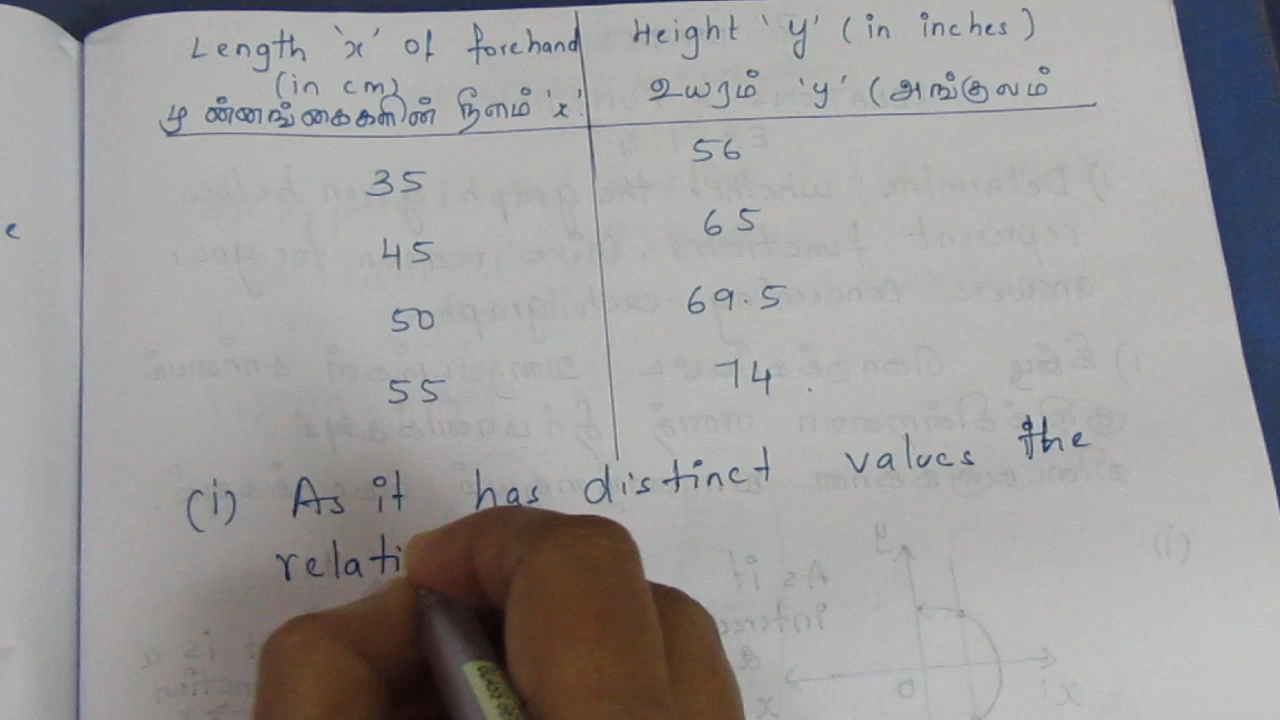 Length 'x' of forehand Height 'y' (in inches)
(in cm)
முன்னங்கைகளின் நீளம் 'x' உயரம் 'y' (அங்குலம்
35 56
45 65
50 69.5
55 74
(i) As it has distinct values the
relati